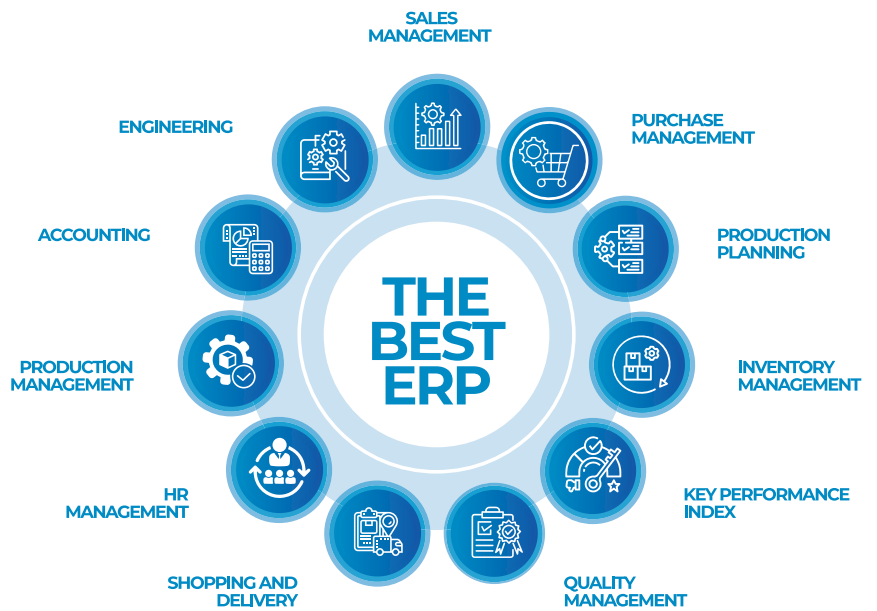 SALES
MANAGEMENT
PURCHASE
MANAGEMENT
PRODUCTION
PLANNING
INVENTORY
MANAGEMENT
KEY PERFORMANCE
INDEX
QUALITY
MANAGEMENT
SHOPPING AND
DELIVERY
HR
MANAGEMENT
PRODUCTION
MANAGEMENT
ACCOUNTING
ENGINEERING
THE
BEST
ERP